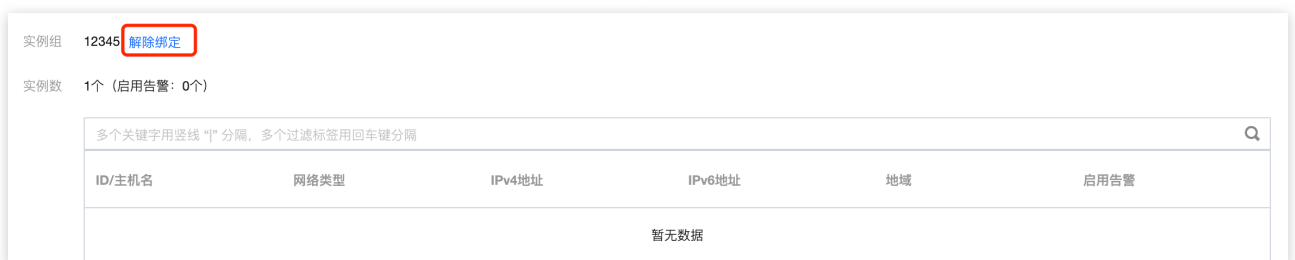 实例组 12345 解除绑定
实例数 1个（启用告警：0个）
多个关键字用竖线 “|” 分隔，多个过滤标签用回车键分隔
ID/主机名 网络类型 IPv4地址 IPv6地址 地域 启用告警
暂无数据